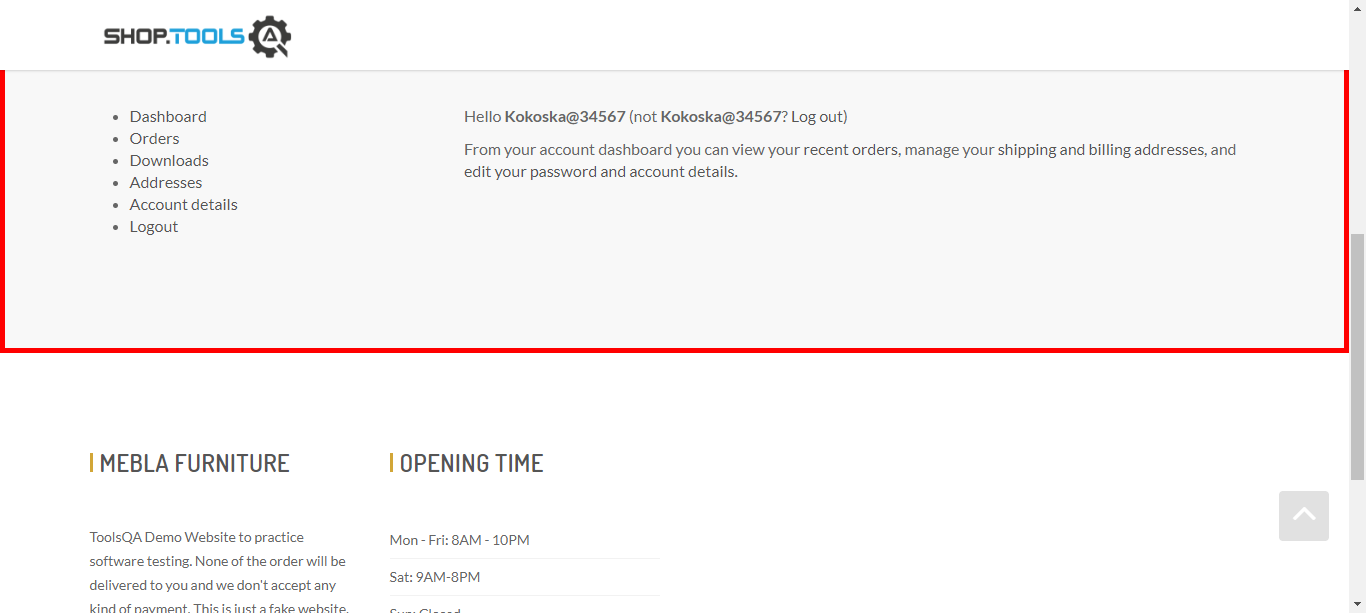 SHOP.TOOLS
Dashboard
Orders
Downloads
Addresses
Account details
Logout
Hello Kokoska@34567 (not Kokoska@34567? Log out)
From your account dashboard you can view your recent orders, manage your shipping and billing addresses, and
edit your password and account details.
MEBLA FURNITURE
ToolsQA Demo Website to practice
software testing. None of the order will be
delivered to you and we don't accept any
kind of payment. This is just a fake website.
OPENING TIME
Mon - Fri: 8AM - 10PM
Sat: 9AM-8PM
Sun: Closed